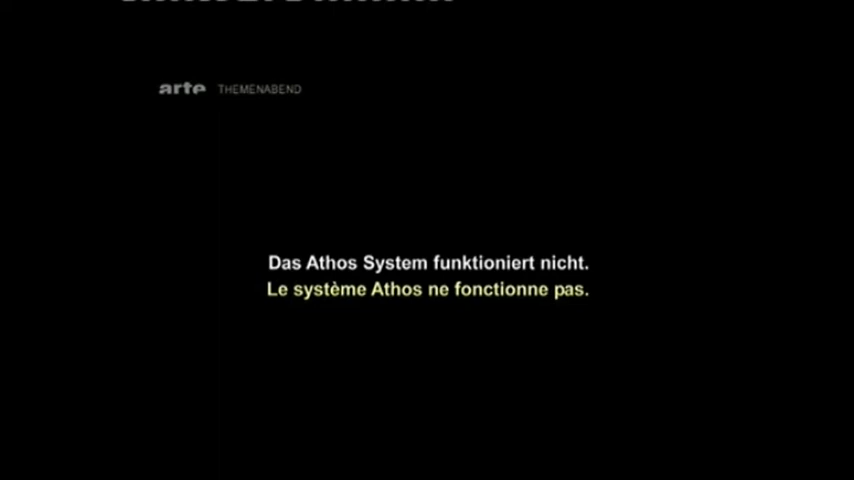 arte THEMENABEND
Das Athos System funktioniert nicht.
Le système Athos ne fonctionne pas.